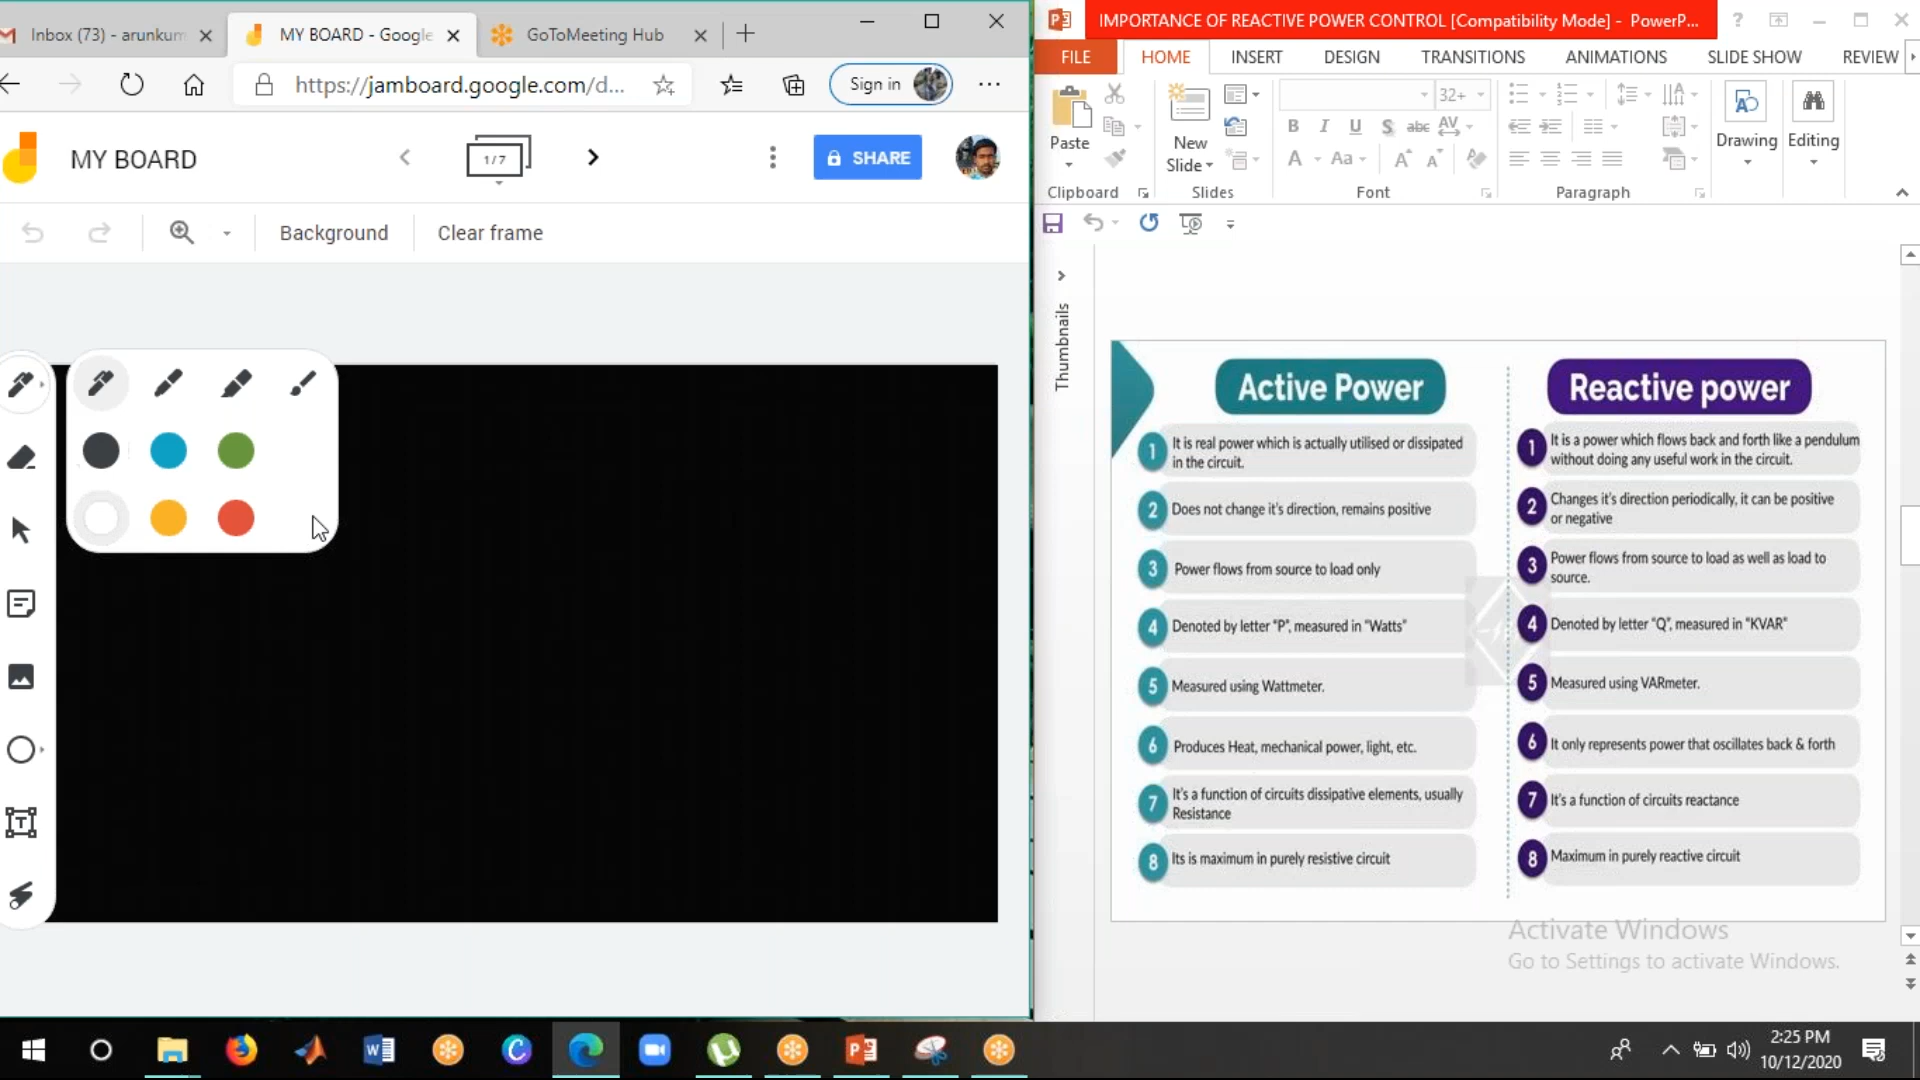 Inbox (73) - arunkum
MY BOARD - Google
GoToMeeting Hub
https://jamboard.google.com/d...
Sign in
MY BOARD
1/7
SHARE
Background
Clear frame
IMPORTANCE OF REACTIVE POWER CONTROL [Compatibility Mode] - PowerP...
FILE
HOME
INSERT
DESIGN
TRANSITIONS
ANIMATIONS
SLIDE SHOW
REVIEW
Paste
New
Slide
32+
B I U S abc AV
A Aa A A
Drawing
Editing
Clipboard
Slides
Font
Paragraph
Thumbnails
Active Power
1 It is real power which is actually utilised or dissipated
in the circuit.
2 Does not change it's direction, remains positive
3 Power flows from source to load only
4 Denoted by letter "P", measured in "Watts"
5 Measured using Wattmeter.
6 Produces Heat, mechanical power, light, etc.
7 It's a function of circuits dissipative elements, usually
Resistance
8 Its is maximum in purely resistive circuit
Reactive power
1 It is a power which flows back and forth like a pendulum
without doing any useful work in the circuit.
2 Changes it's direction periodically, it can be positive
or negative
3 Power flows from source to load as well as load to
source.
4 Denoted by letter "Q", measured in "KVAR"
5 Measured using VARmeter.
6 It only represents power that oscillates back & forth
7 It's a function of circuits reactance
8 Maximum in purely reactive circuit
Activate Windows
Go to Settings to activate Windows.
2:25 PM
10/12/2020